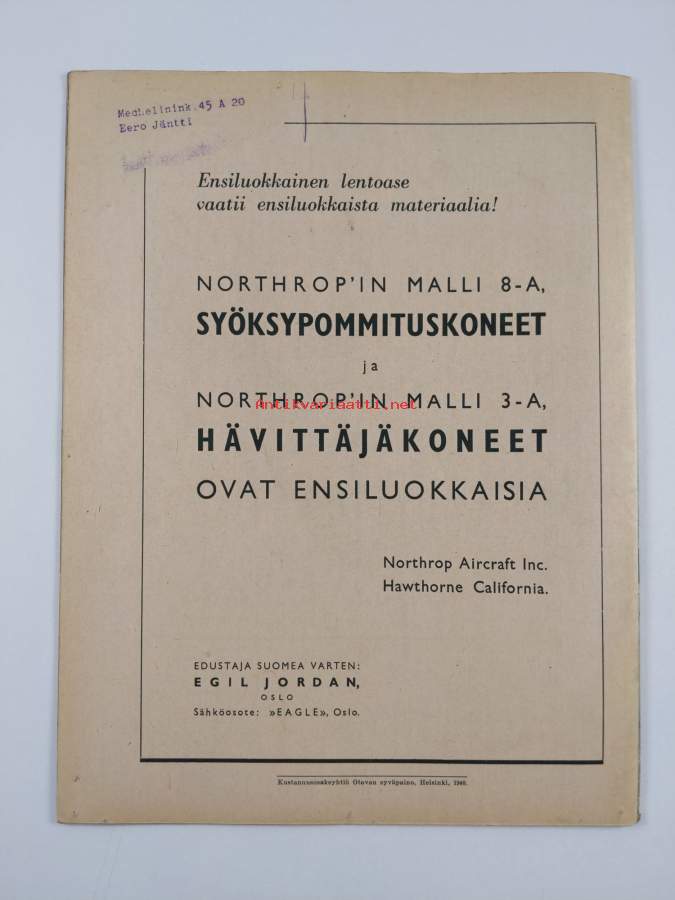 Mechelinink.45 A 20
Eero Jäntti
Ensiluokkainen lentoase
vaatii ensiluokkaista materiaalia!
NORTHROP'IN MALLI 8-A,
SYÖKSYPOMMITUSKONEET
ja
NORTHROP'IN MALLI 3-A,
Antikvariaatti.net
HÄVITTÄJÄKONEET
OVAT ENSILUOKKAISIA
Northrop Aircraft Inc.
Hawthorne California.
EDUSTAJA SUOMEA VARTEN:
EGIL JORDAN,
OSLO
Sähköosote: »EAGLE», Oslo.
Kustannusosakeyhtiö Otavan syväpaino, Helsinki, 1940.